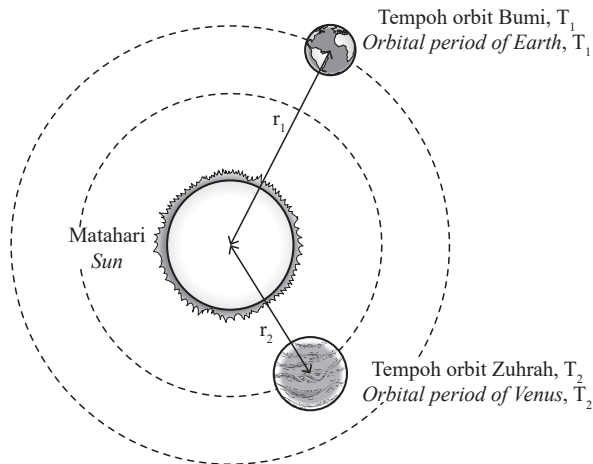 Tempoh orbit Bumi, T₁
Orbital period of Earth, T₁
r₁
Matahari
Sun
r₂
Tempoh orbit Zuhrah, T₂
Orbital period of Venus, T₂